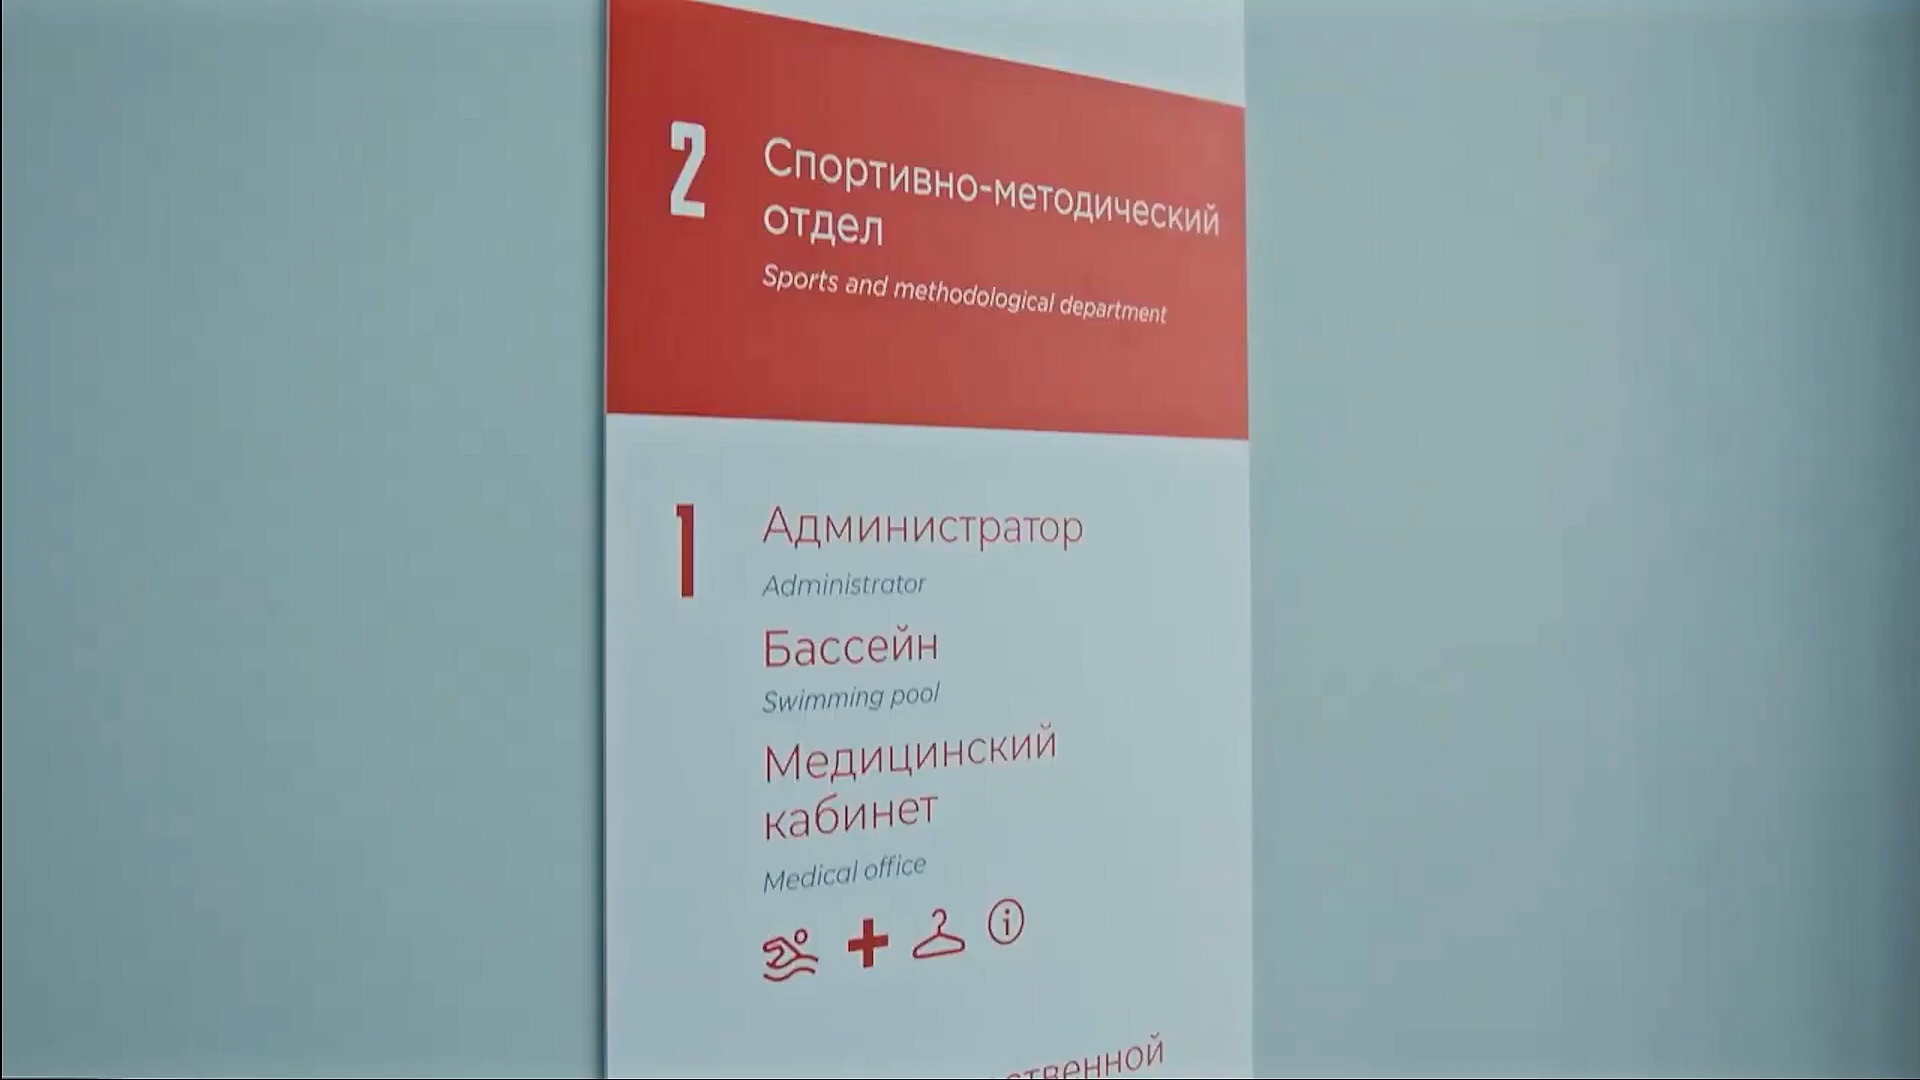 2
Спортивно-методический
отдел
Sports and methodological department
1
Администратор
Administrator
Бассейн
Swimming pool
Медицинский
кабинет
Medical office